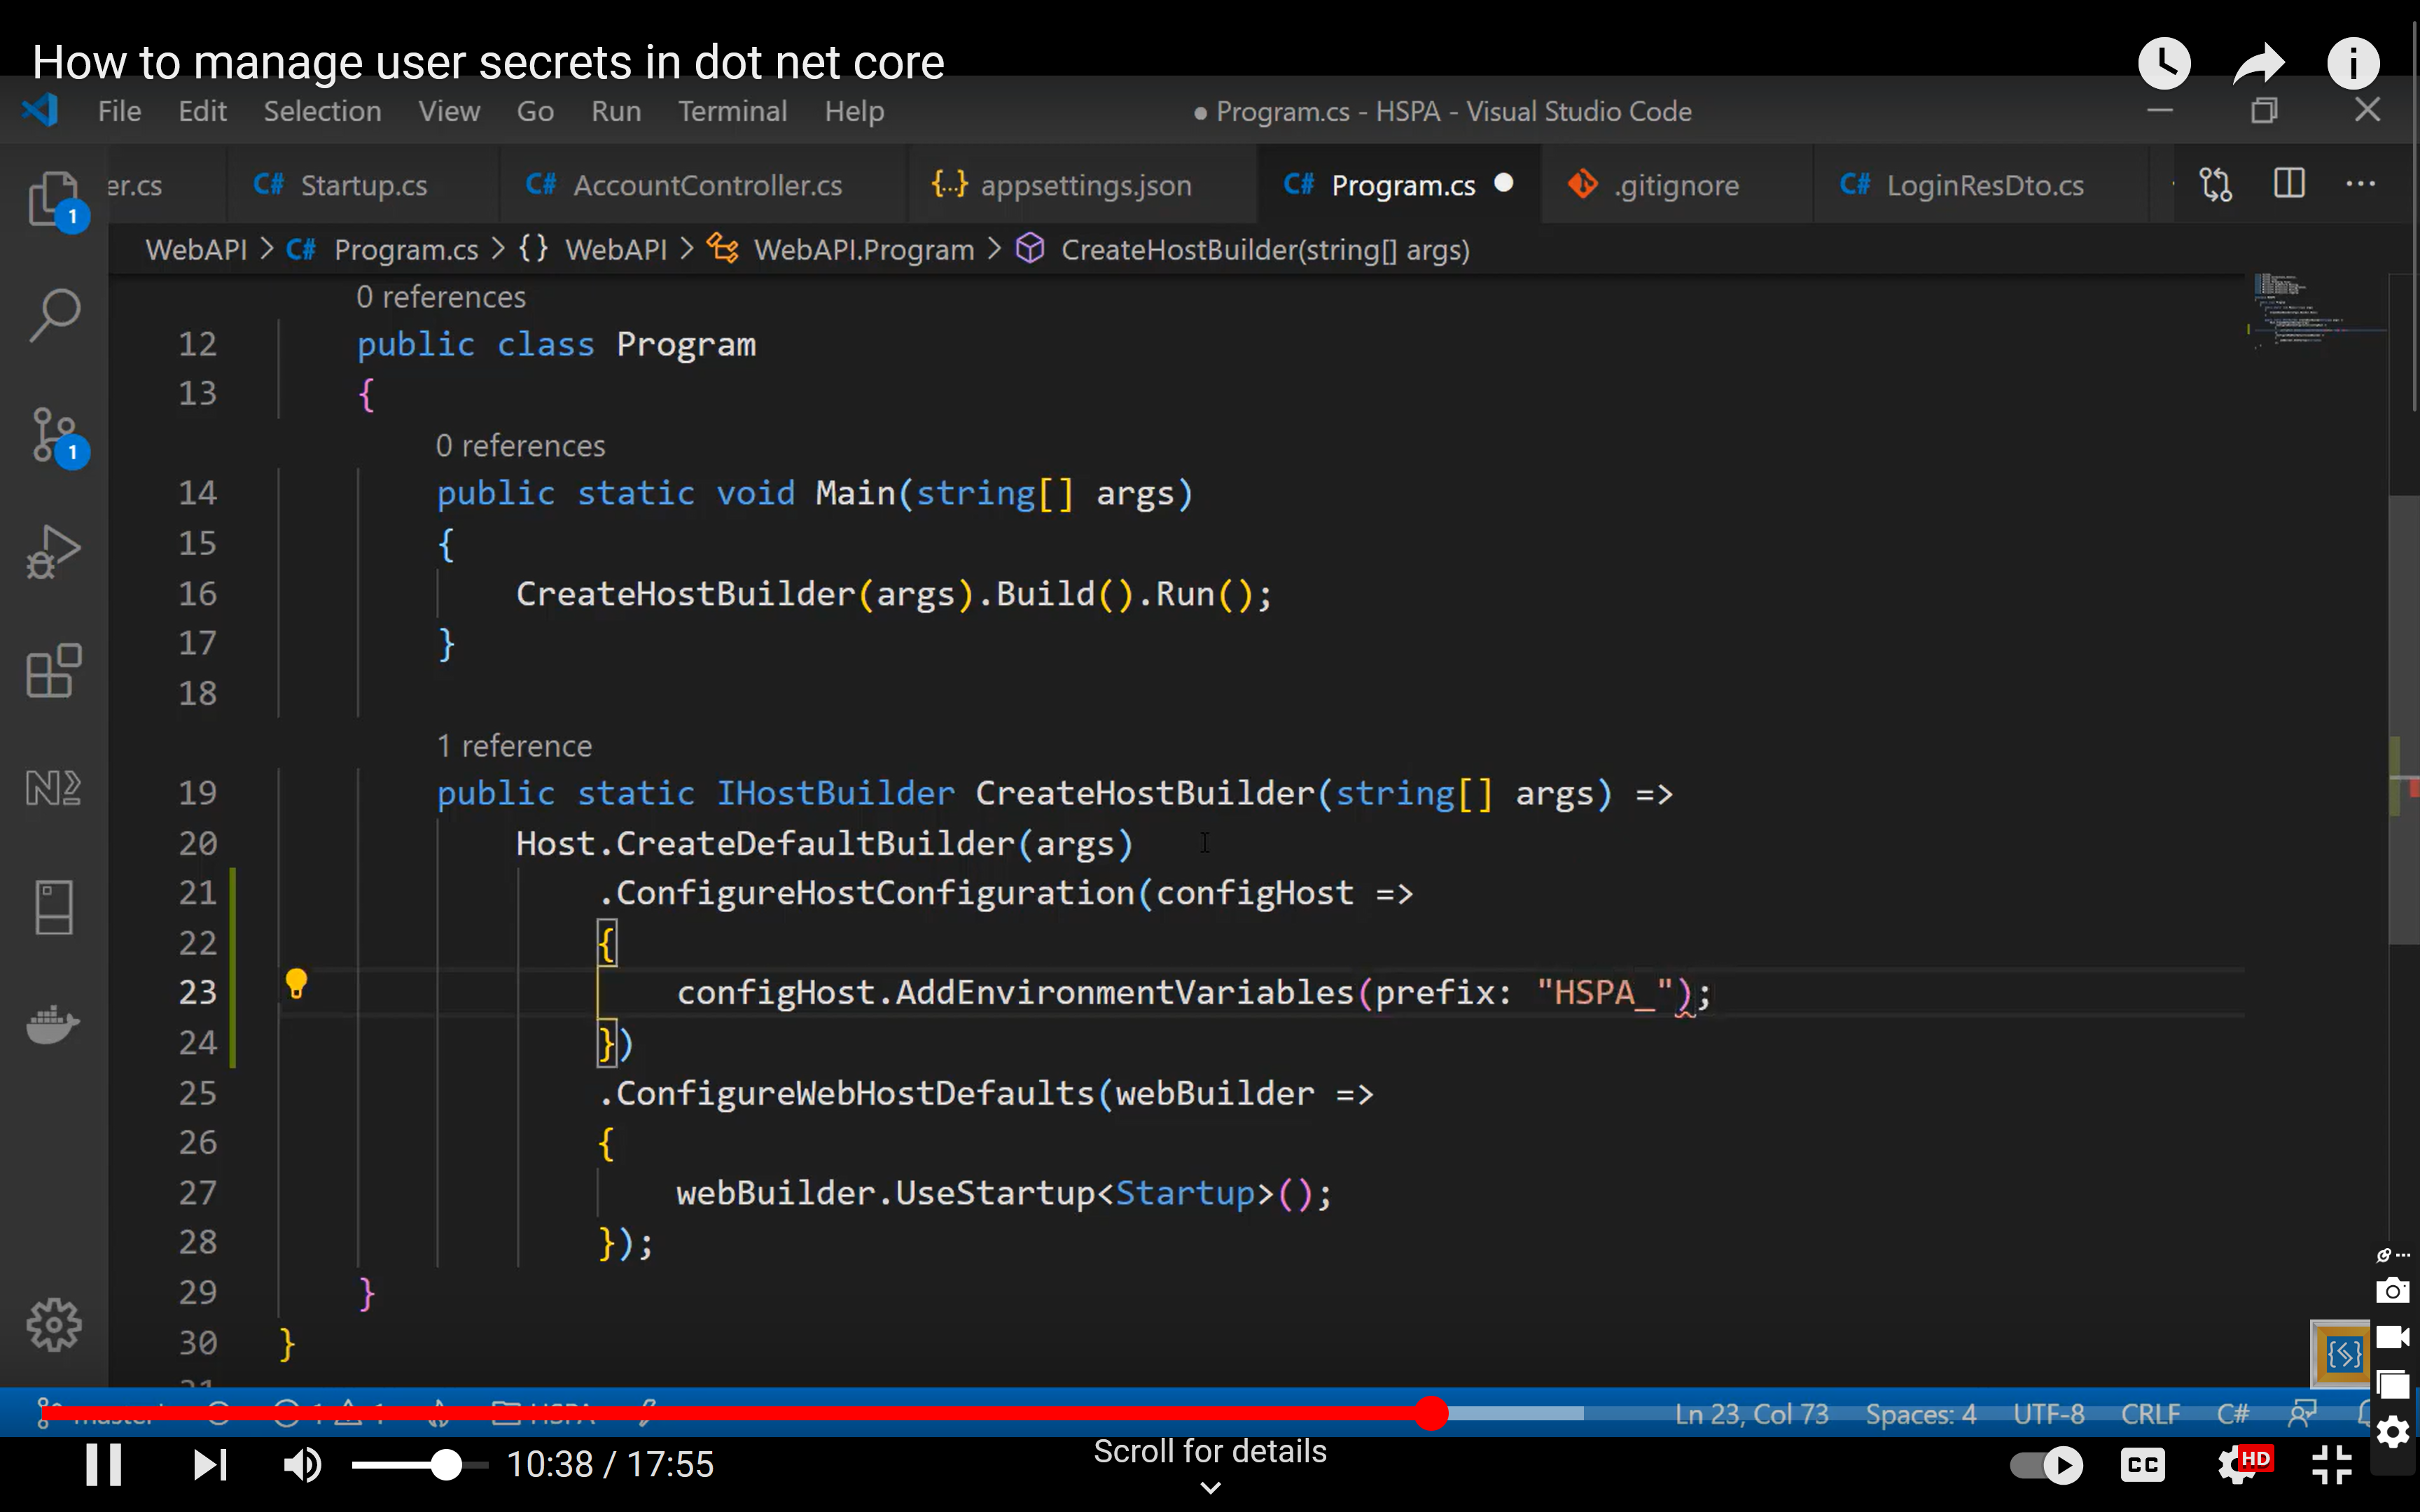 How to manage user secrets in dot net core
File Edit Selection View Go Run Terminal Help ● Program.cs - HSPA - Visual Studio Code
er.cs C# Startup.cs C# AccountController.cs {...} appsettings.json C# Program.cs ● .gitignore C# LoginResDto.cs
WebAPI > C# Program.cs > {} WebAPI > WebAPI.Program > CreateHostBuilder(string[] args)
0 references
12 public class Program
13 {
0 references
14 public static void Main(string[] args)
15 {
16 CreateHostBuilder(args).Build().Run();
17 }
18
1 reference
19 public static IHostBuilder CreateHostBuilder(string[] args) =>
20 Host.CreateDefaultBuilder(args)
21 .ConfigureHostConfiguration(configHost =>
22 {
23 configHost.AddEnvironmentVariables(prefix: "HSPA_");
24 })
25 .ConfigureWebHostDefaults(webBuilder =>
26 {
27 webBuilder.UseStartup<Startup>();
28 });
29 }
30 }
1
1
HSPA Ln 23, Col 73 Spaces: 4 UTF-8 CRLF C#
10:38 / 17:55 Scroll for details CC HD